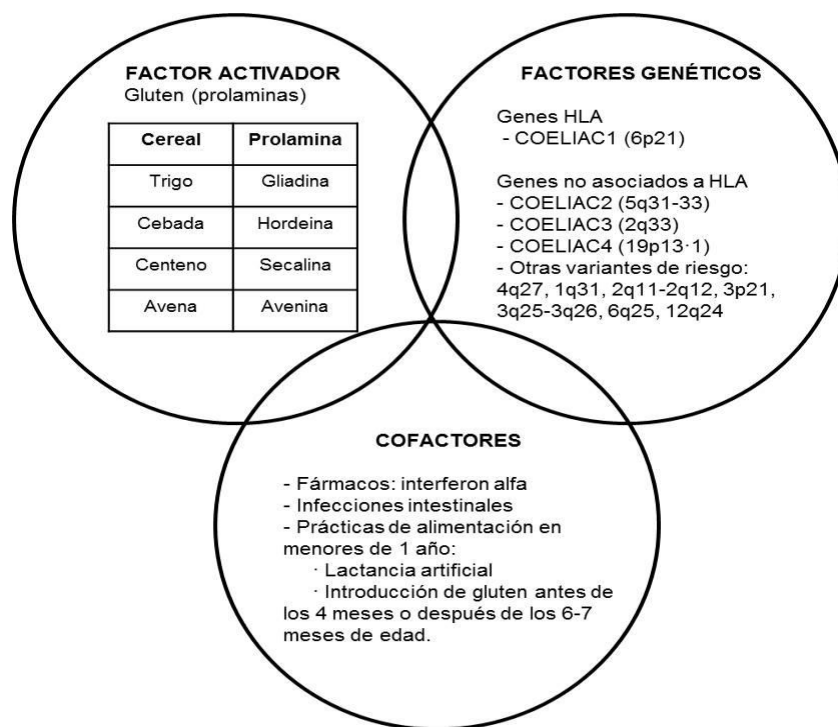 FACTOR ACTIVADOR
Gluten (prolaminas)
Cereal Prolamina
Trigo Gliadina
Cebada Hordeina
Centeno Secalina
Avena Avenina
FACTORES GENÉTICOS
Genes HLA
- COELIAC1 (6p21)
Genes no asociados a HLA
- COELIAC2 (5q31-33)
- COELIAC3 (2q33)
- COELIAC4 (19p13·1)
- Otras variantes de riesgo:
4q27, 1q31, 2q11-2q12, 3p21,
3q25-3q26, 6q25, 12q24
COFACTORES
- Fármacos: interferon alfa
- Infecciones intestinales
- Prácticas de alimentación en
menores de 1 año:
· Lactancia artificial
· Introducción de gluten antes de
los 4 meses o después de los 6-7
meses de edad.